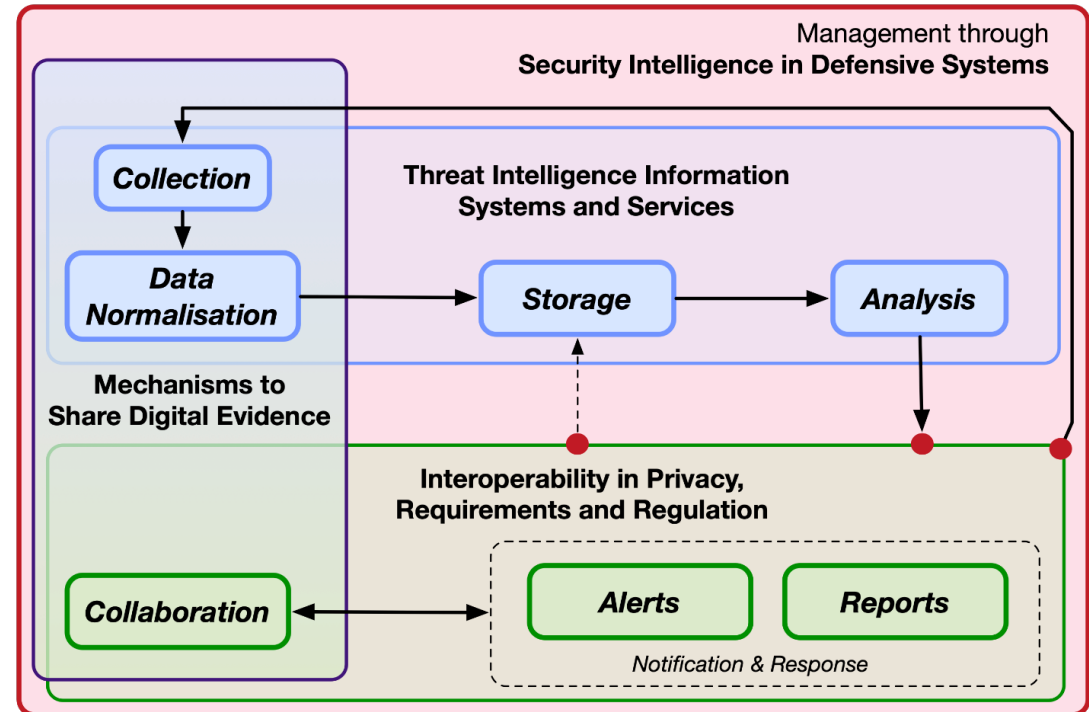 Management through
Security Intelligence in Defensive Systems
Collection
Threat Intelligence Information
Systems and Services
Data
Normalisation
Storage
Analysis
Mechanisms to
Share Digital Evidence
Interoperability in Privacy,
Requirements and Regulation
Collaboration
Alerts
Reports
Notification & Response